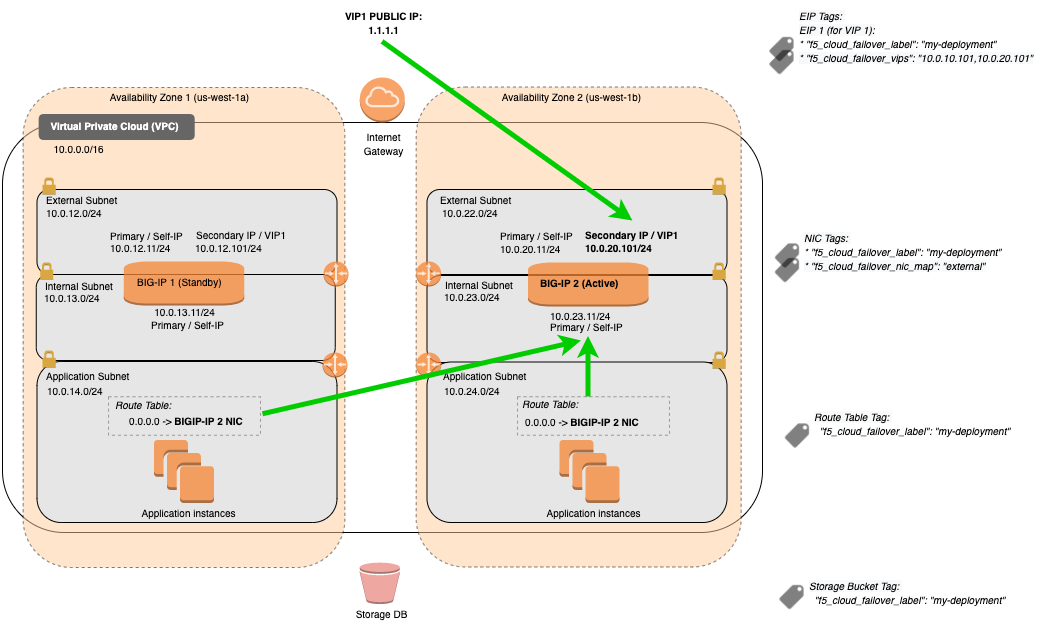 VIP1 PUBLIC IP:
1.1.1.1
EIP Tags:
EIP 1 (for VIP 1):
* "f5_cloud_failover_label": "my-deployment"
* "f5_cloud_failover_vips": "10.0.10.101,10.0.20.101"
Availability Zone 1 (us-west-1a)
Availability Zone 2 (us-west-1b)
Virtual Private Cloud (VPC)
10.0.0.0/16
Internet
Gateway
External Subnet
10.0.12.0/24
Primary / Self-IP
10.0.12.11/24
Secondary IP / VIP1
10.0.12.101/24
External Subnet
10.0.22.0/24
Primary / Self-IP
10.0.20.11/24
Secondary IP / VIP1
10.0.20.101/24
NIC Tags:
* "f5_cloud_failover_label": "my-deployment"
* "f5_cloud_failover_nic_map": "external"
Internal Subnet
10.0.13.0/24
BIG-IP 1 (Standby)
10.0.13.11/24
Primary / Self-IP
Internal Subnet
10.0.23.0/24
BIG-IP 2 (Active)
10.0.23.11/24
Primary / Self-IP
Application Subnet
10.0.14.0/24
Route Table:
0.0.0.0 -> BIGIP-IP 2 NIC
Application instances
Application Subnet
10.0.24.0/24
Route Table:
0.0.0.0 -> BIGIP-IP 2 NIC
Application instances
Route Table Tag:
"f5_cloud_failover_label": "my-deployment"
Storage DB
Storage Bucket Tag:
"f5_cloud_failover_label": "my-deployment"